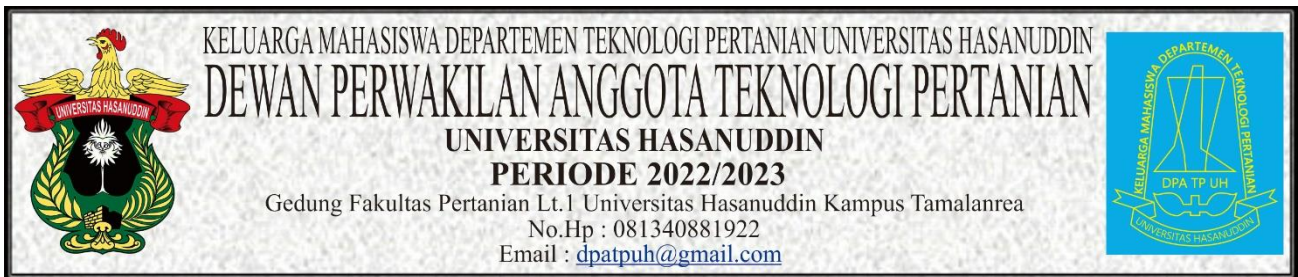 KELUARGA MAHASISWA DEPARTEMEN TEKNOLOGI PERTANIAN UNIVERSITAS HASANUDDIN
DEWAN PERWAKILAN ANGGOTA TEKNOLOGI PERTANIAN
UNIVERSITAS HASANUDDIN
PERIODE 2022/2023
Gedung Fakultas Pertanian Lt.1 Universitas Hasanuddin Kampus Tamalanrea
No.Hp : 081340881922
Email : dpatpuh@gmail.com
UNIVERSITAS HASANUDDIN
KELUARGA MAHASISWA DEPARTEMEN TEKNOLOGI PERTANIAN
DPA TP UH
UNIVERSITAS HASANUDDIN